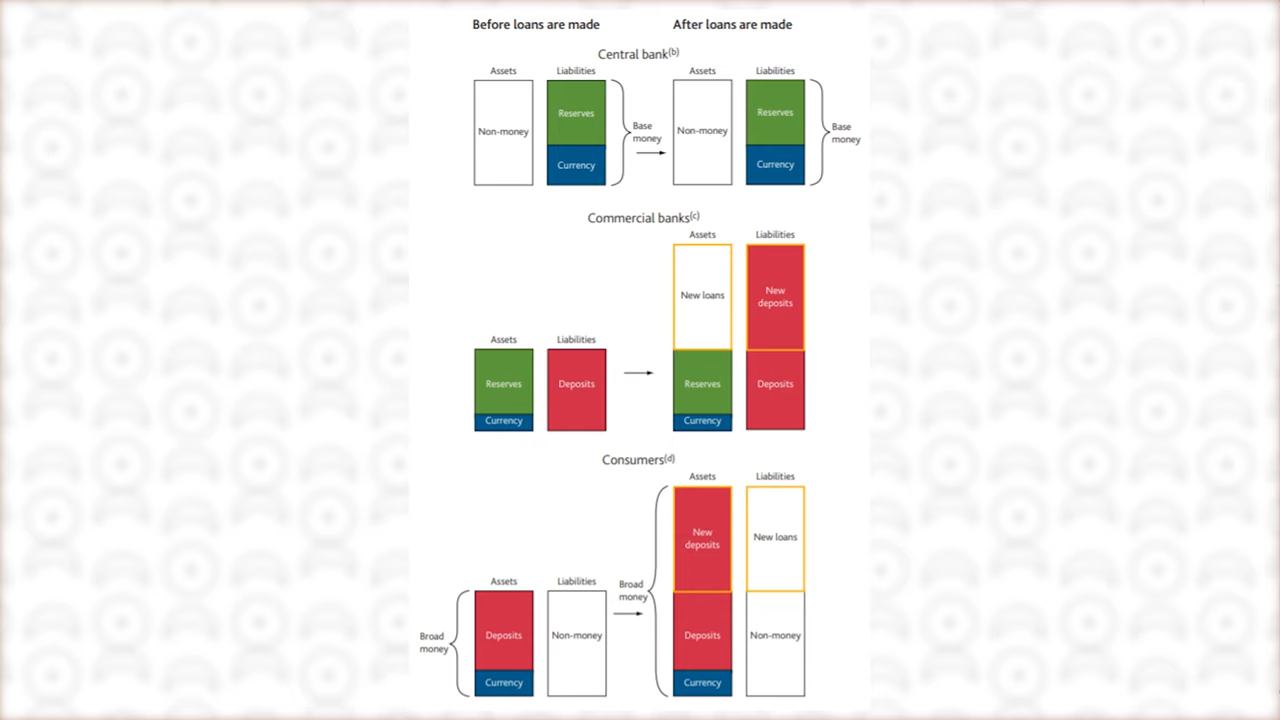 Before loans are made
After loans are made
Central bank(b)
Assets
Liabilities
Assets
Liabilities
Non-money
Reserves
Currency
Base
money
Non-money
Reserves
Currency
Base
money
Commercial banks(c)
Assets
Liabilities
New loans
New
deposits
Assets
Liabilities
Reserves
Deposits
Currency
Reserves
Deposits
Currency
Consumers(d)
Assets
Liabilities
New
deposits
New loans
Assets
Liabilities
Broad
money
Broad
money
Deposits
Non-money
Currency
Deposits
Non-money
Currency